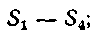 S₁ — S₄;